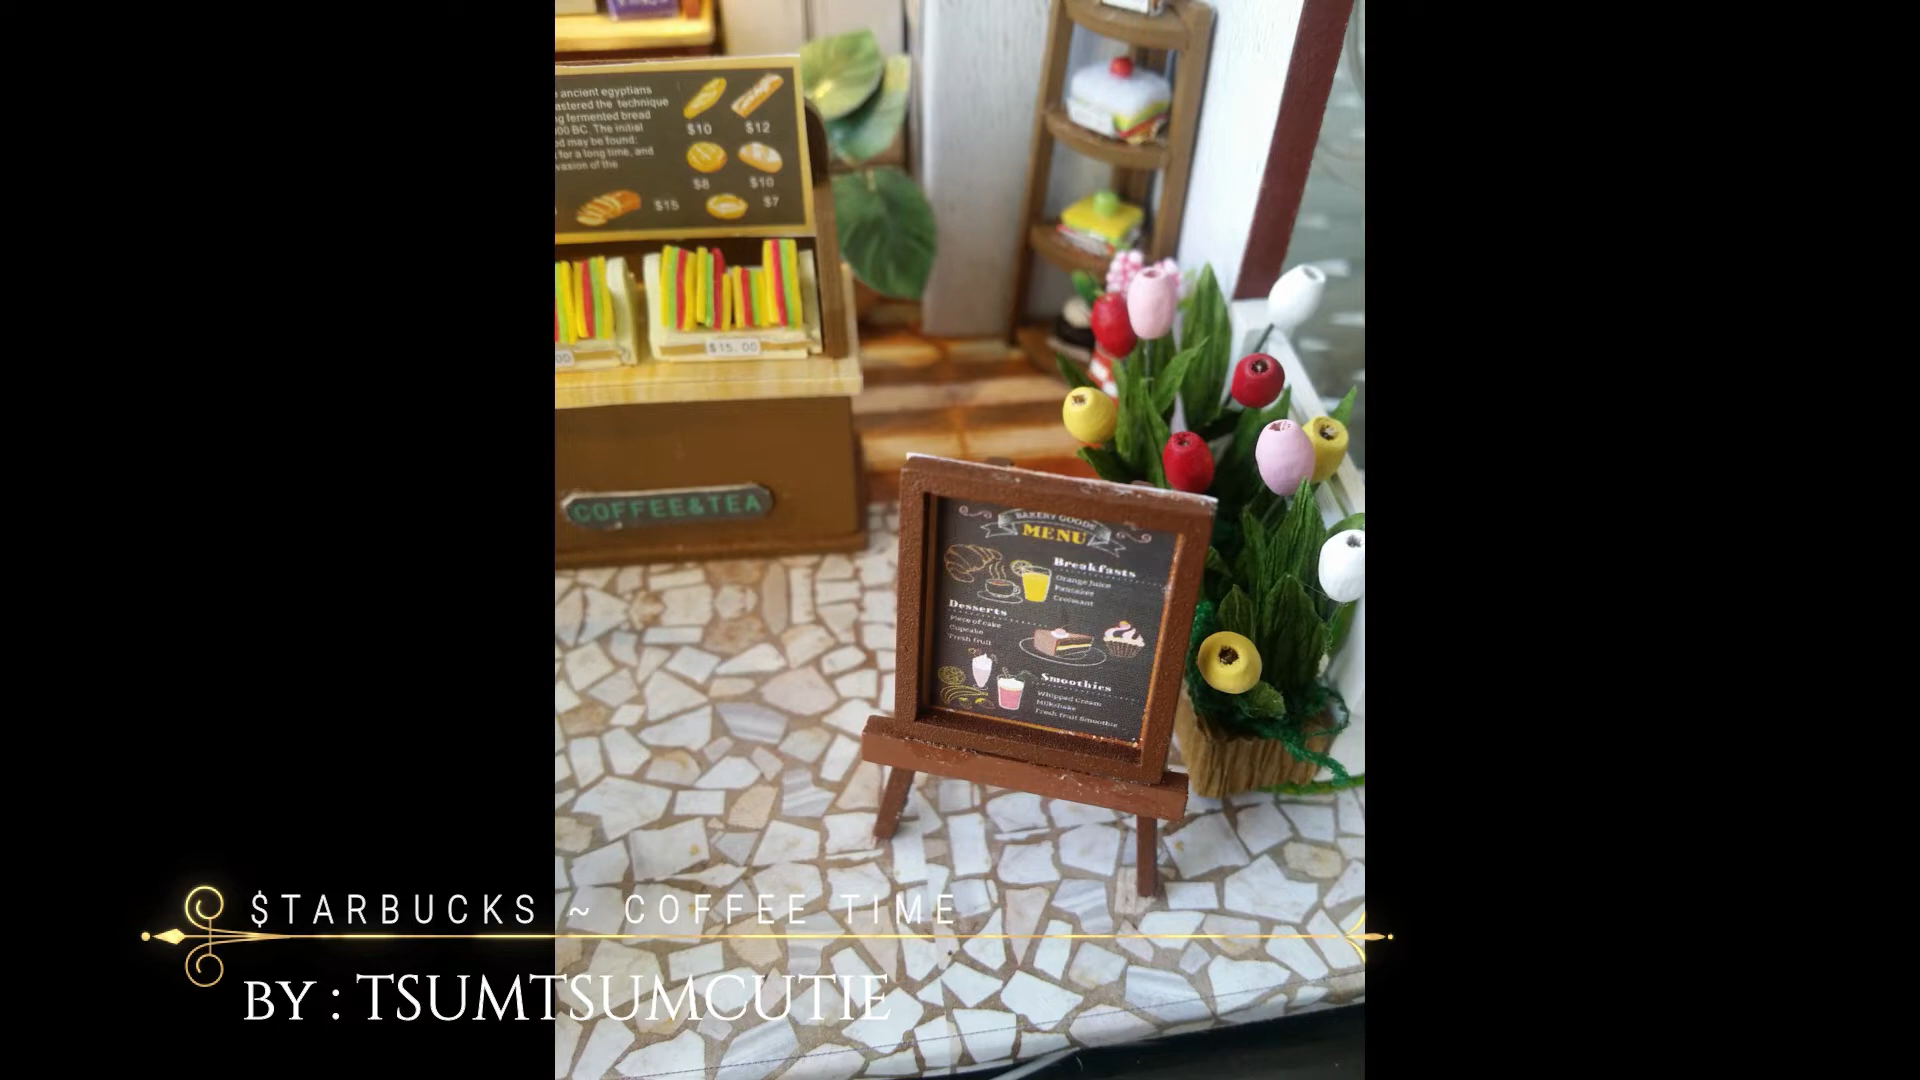 ancient egyptians
astered the technique
g fermented bread
00 BC. The initial
d may be found:
for a long time, and
vasion of the
$10 $12
$8 $10
$15 $7
$15.00
COFFEE&TEA
BAKERY GOODS
MENU
Breakfasts
Orange Juice
Pancakes
Croissant
Desserts
Piece of cake
Cupcake
Fresh fruit
Smoothies
Whipped Cream
Milkshake
Fresh fruit Smoothie
$TARBUCKS ~ COFFEE TIME
BY : TSUMTSUMCUTIE